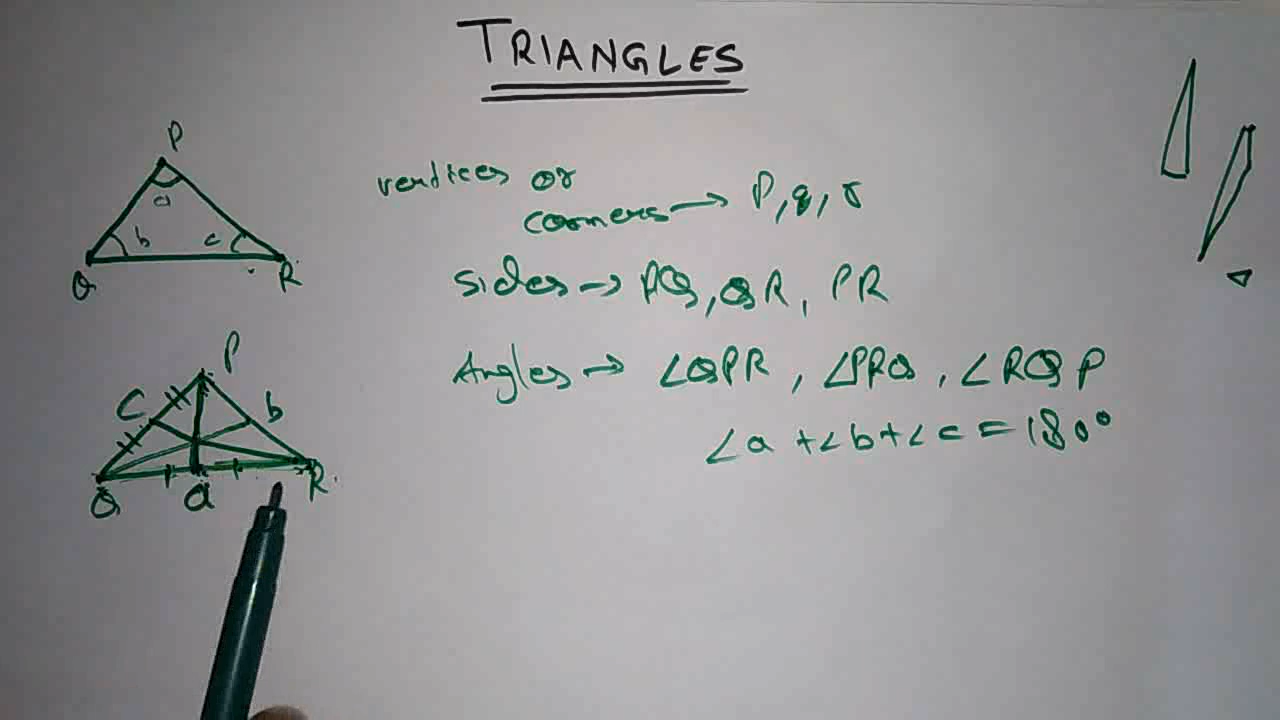 TRIANGLES
P
a
b
c
Q
R
vertices or
corners → P, q, r
sides → PQ, QR, PR
Angles → ∠QPR, ∠PRQ, ∠RQP
∠a + ∠b + ∠c = 180°
P
C
b
Q
a
R